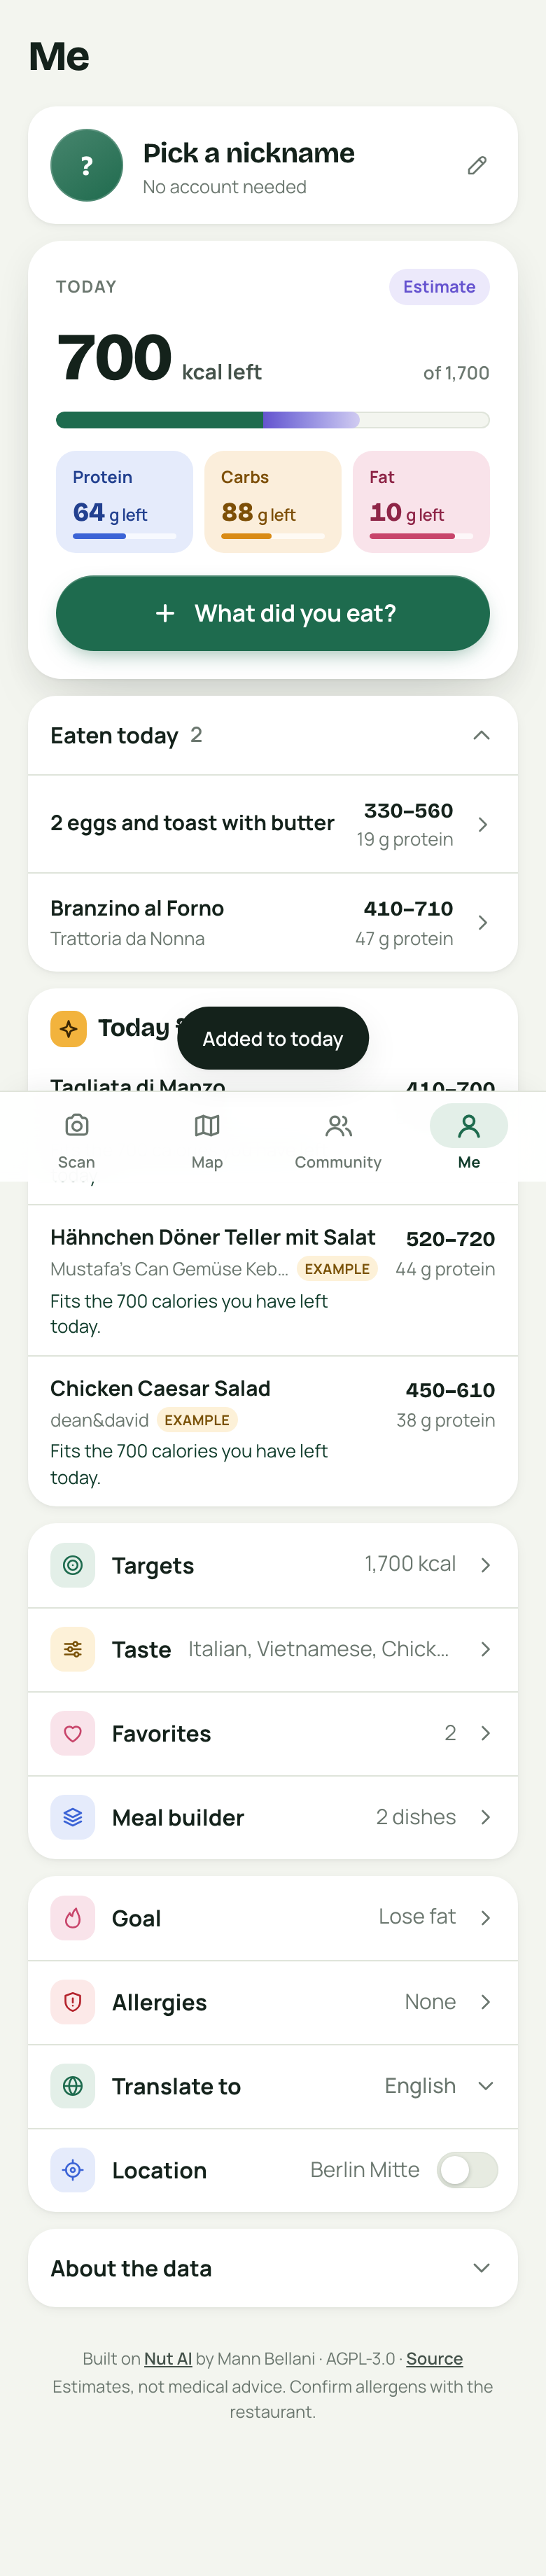 Me
?
Pick a nickname
No account needed
TODAY
Estimate
700 kcal left
of 1,700
Protein
64 g left
Carbs
88 g left
Fat
10 g left
+ What did you eat?
Eaten today 2
2 eggs and toast with butter
330–560
19 g protein
Branzino al Forno
410–710
Trattoria da Nonna
47 g protein
Today
Added to today
Tagliata di Manzo
410–700
Scan
Map
Community
Me
Hähnchen Döner Teller mit Salat
520–720
Mustafa's Can Gemüse Keb... EXAMPLE
44 g protein
Fits the 700 calories you have left
today.
Chicken Caesar Salad
450–610
dean&david EXAMPLE
38 g protein
Fits the 700 calories you have left
today.
Targets
1,700 kcal
Taste
Italian, Vietnamese, Chick...
Favorites
2
Meal builder
2 dishes
Goal
Lose fat
Allergies
None
Translate to
English
Location
Berlin Mitte
About the data
Built on Nut AI by Mann Bellani · AGPL-3.0 · Source
Estimates, not medical advice. Confirm allergens with the
restaurant.